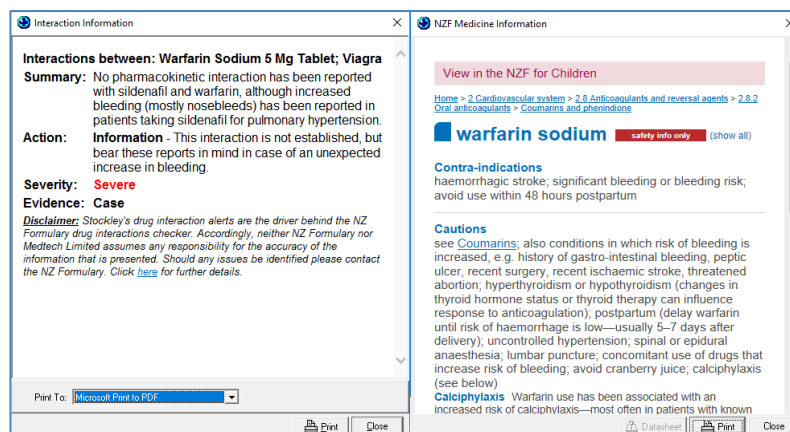 Interaction Information
Interactions between: Warfarin Sodium 5 Mg Tablet; Viagra
Summary: No pharmacokinetic interaction has been reported
with sildenafil and warfarin, although increased
bleeding (mostly nosebleeds) has been reported in
patients taking sildenafil for pulmonary hypertension.
Action: Information - This interaction is not established, but
bear these reports in mind in case of an unexpected
increase in bleeding.
Severity: Severe
Evidence: Case
Disclaimer: Stockley's drug interaction alerts are the driver behind the NZ
Formulary drug interactions checker. Accordingly, neither NZ Formulary nor
Medtech Limited assumes any responsibility for the accuracy of the
information that is presented. Should any issues be identified please contact
the NZ Formulary. Click here for further details.
Print To: Microsoft Print to PDF
Print Close
NZF Medicine Information
View in the NZF for Children
Home > 2 Cardiovascular system > 2.8 Anticoagulants and reversal agents > 2.8.2
Oral anticoagulants > Coumarins and phenindione
warfarin sodium safety info only (show all)
Contra-indications
haemorrhagic stroke; significant bleeding or bleeding risk;
avoid use within 48 hours postpartum
Cautions
see Coumarins; also conditions in which risk of bleeding is
increased, e.g. history of gastro-intestinal bleeding, peptic
ulcer, recent surgery, recent ischaemic stroke, threatened
abortion; hyperthyroidism or hypothyroidism (changes in
thyroid hormone status or thyroid therapy can influence
response to anticoagulation); postpartum (delay warfarin
until risk of haemorrhage is low—usually 5–7 days after
delivery); uncontrolled hypertension; spinal or epidural
anaesthesia; lumbar puncture; concomitant use of drugs that
increase risk of bleeding; avoid cranberry juice; calciphylaxis
(see below)
Calciphylaxis Warfarin use has been associated with an
increased risk of calciphylaxis—most often in patients with known
Datasheet Print Close